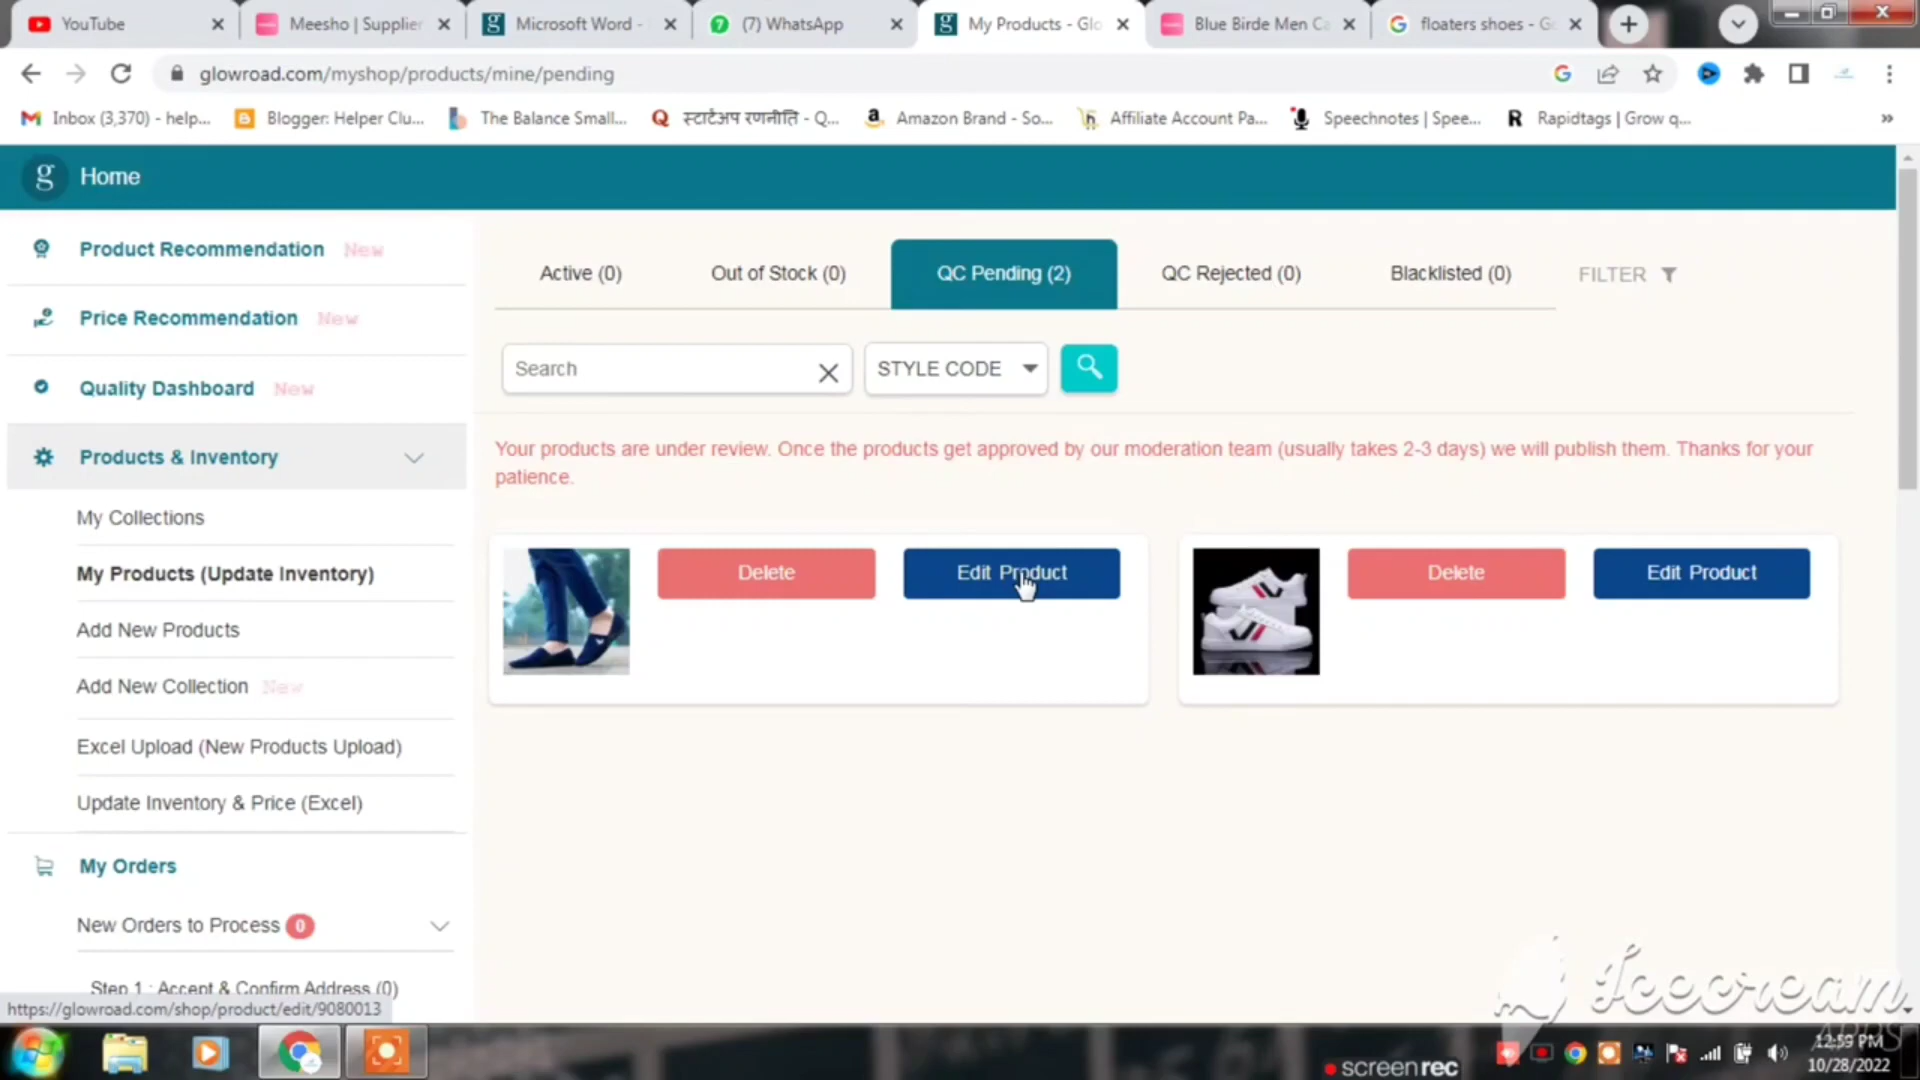 YouTube
Meesho | Supplier
Microsoft Word -
(7) WhatsApp
My Products - Glo
Blue Birde Men Ca
floaters shoes - Go
glowroad.com/myshop/products/mine/pending
Inbox (3,370) - help...
Blogger: Helper Clu...
The Balance Small...
स्टार्टअप रणनीति - Q...
Amazon Brand - So...
Affiliate Account Pa...
Speechnotes | Spee...
Rapidtags | Grow q...
»
g Home
Product Recommendation New
Price Recommendation New
Quality Dashboard New
Products & Inventory
My Collections
My Products (Update Inventory)
Add New Products
Add New Collection New
Excel Upload (New Products Upload)
Update Inventory & Price (Excel)
My Orders
New Orders to Process 0
Step 1 : Accept & Confirm Address (0)
https://glowroad.com/shop/product/edit/9080013
Active (0)
Out of Stock (0)
QC Pending (2)
QC Rejected (0)
Blacklisted (0)
FILTER
Search
STYLE CODE
Your products are under review. Once the products get approved by our moderation team (usually takes 2-3 days) we will publish them. Thanks for your
patience.
Delete
Edit Product
Delete
Edit Product
Icecream
APPS
screenrec
12:59 PM
10/28/2022